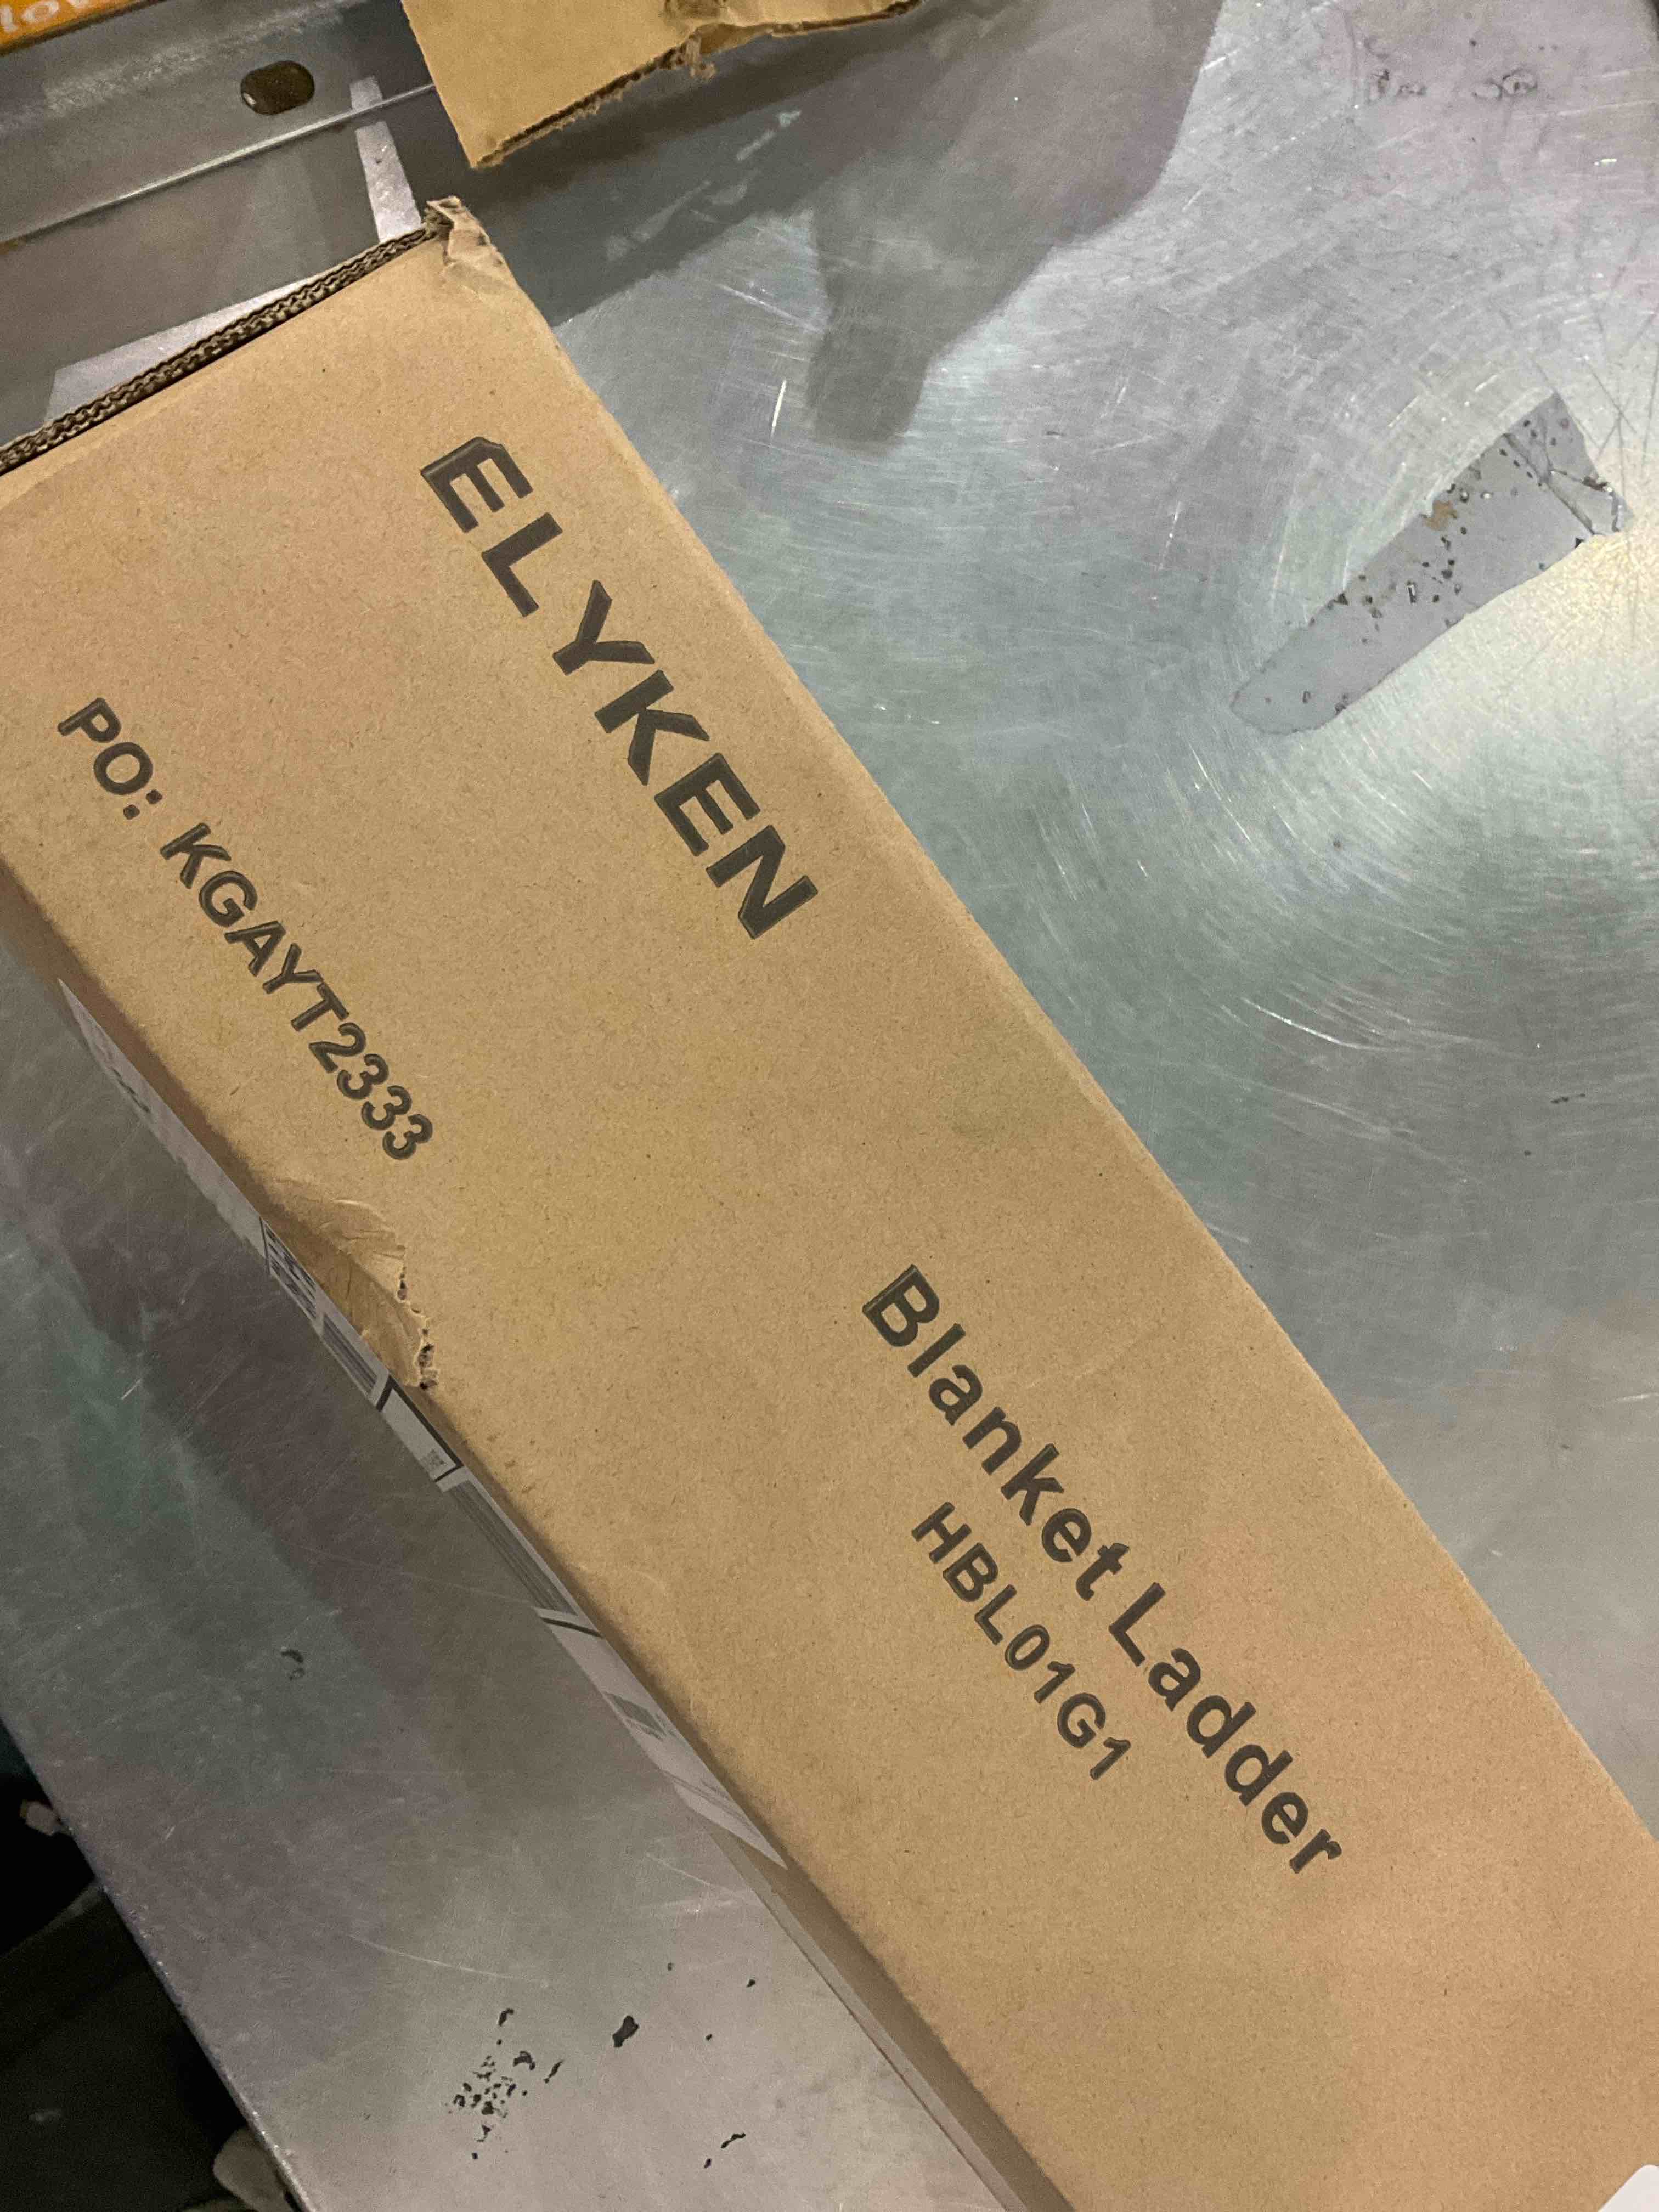 ELYKEN
PO: KGAYT2333
Blanket Ladder
HBL01G1